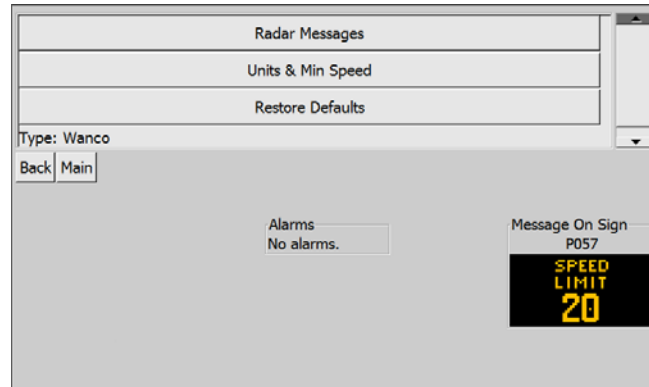 Radar Messages
Units & Min Speed
Restore Defaults
Type: Wanco
Back Main
Alarms
No alarms.
Message On Sign
P057
SPEED
LIMIT
20